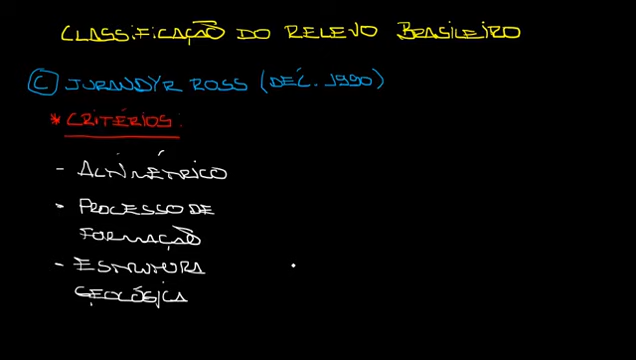 CLASSIFICAÇÃO DO RELEVO BRASILEIRO
C) JURANDYR ROSS (DÉC. 1990)
* CRITÉRIOS:
- ALTIMÉTRICO
- PROCESSO DE
FORMAÇÃO
- ESTRUTURA
GEOLÓGICA